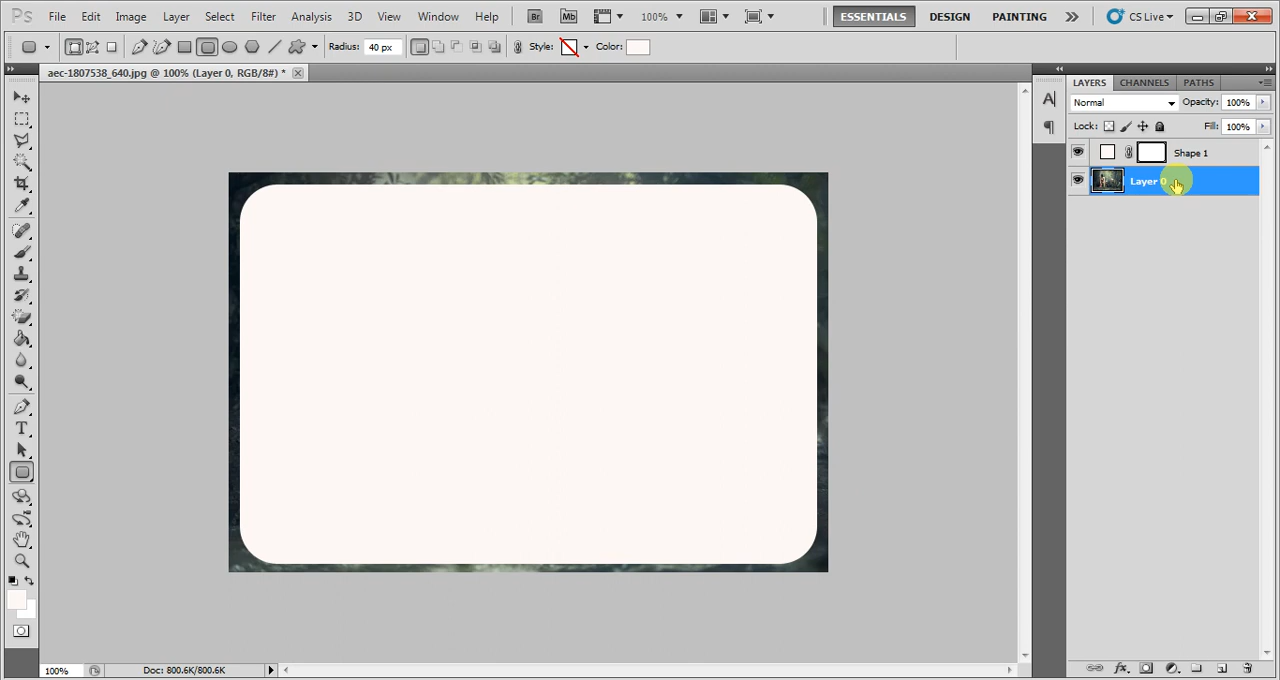 Ps File Edit Image Layer Select Filter Analysis 3D View Window Help Br Mb 100% ESSENTIALS DESIGN PAINTING CS Live
Radius: 40 px Style: Color:
aec-1807538_640.jpg @ 100% (Layer 0, RGB/8#) *
LAYERS CHANNELS PATHS
Normal Opacity: 100%
Lock: Fill: 100%
Shape 1
Layer 0
100% Doc: 800.6K/800.6K